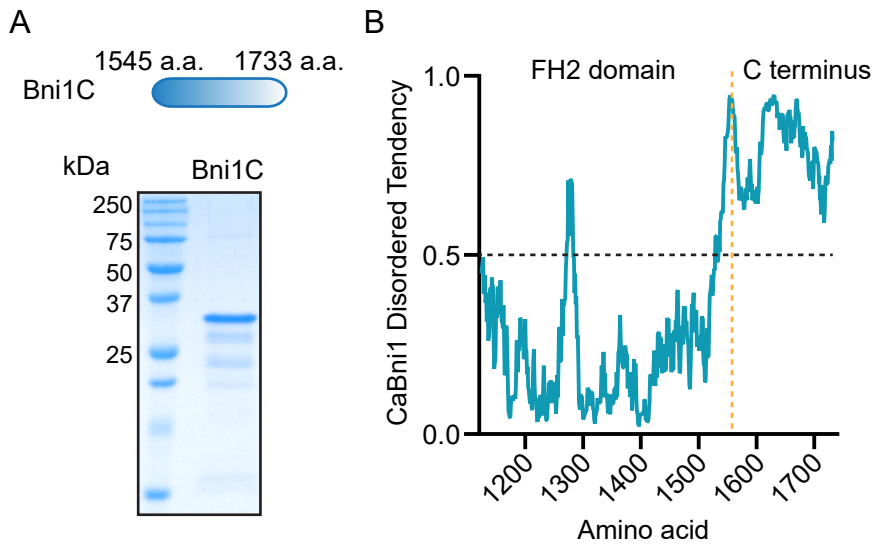 A
1545 a.a. 1733 a.a.
Bni1C
kDa
Bni1C
250
75
50
37
25
B
FH2 domain C terminus
CaBni1 Disordered Tendency
1.0
0.5
0.0
1200 1300 1400 1500 1600 1700
Amino acid